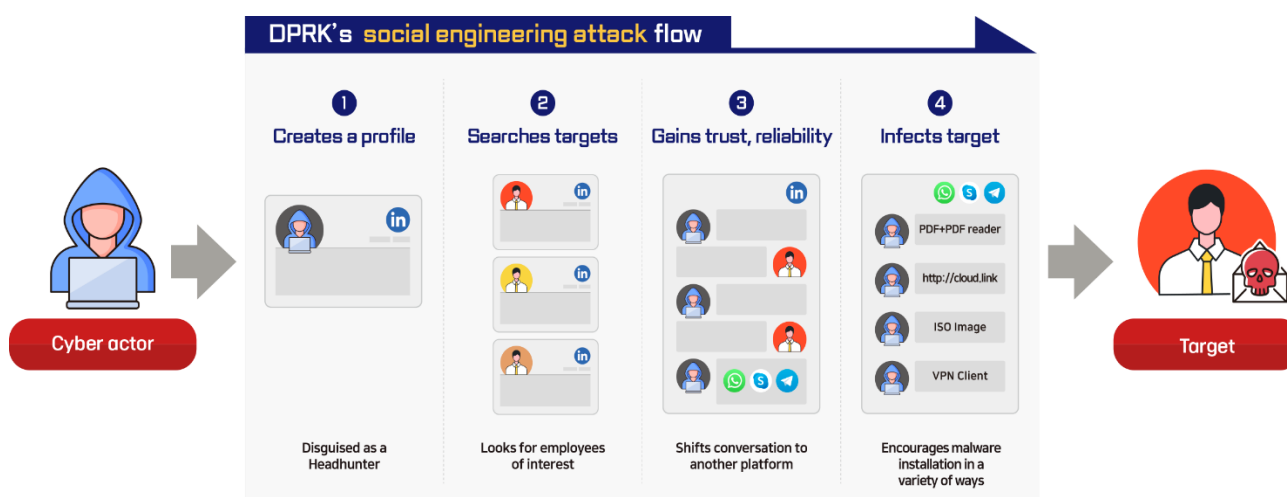 DPRK's social engineering attack flow
1
Creates a profile
in
Disguised as a
Headhunter
2
Searches targets
in
in
in
Looks for employees
of interest
3
Gains trust, reliability
in
S
Shifts conversation to
another platform
4
Infects target
S
PDF+PDF reader
http://cloud.link
ISO Image
VPN Client
Encourages malware
installation in a
variety of ways
Cyber actor
Target